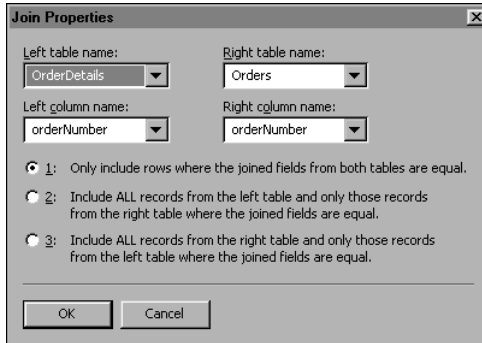 Join Properties
Left table name: Right table name:
OrderDetails Orders
Left column name: Right column name:
orderNumber orderNumber
1: Only include rows where the joined fields from both tables are equal.
2: Include ALL records from the left table and only those records
from the right table where the joined fields are equal.
3: Include ALL records from the right table and only those records
from the left table where the joined fields are equal.
OK Cancel